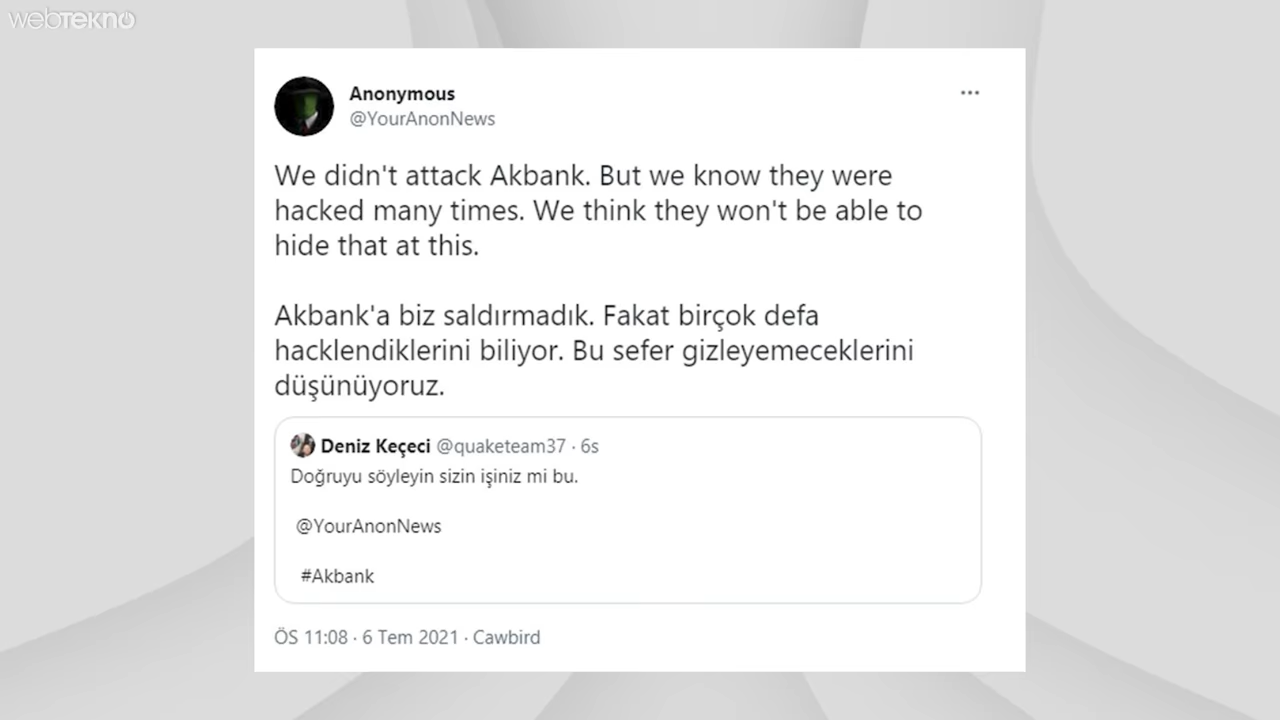 webtekno
Anonymous
@YourAnonNews
We didn't attack Akbank. But we know they were
hacked many times. We think they won't be able to
hide that at this.
Akbank'a biz saldırmadık. Fakat birçok defa
hacklendiklerini biliyor. Bu sefer gizleyemeceklerini
düşünüyoruz.
Deniz Keçeci @quaketeam37 · 6s
Doğruyu söyleyin sizin işiniz mi bu.
@YourAnonNews
#Akbank
ÖS 11:08 · 6 Tem 2021 · Cawbird